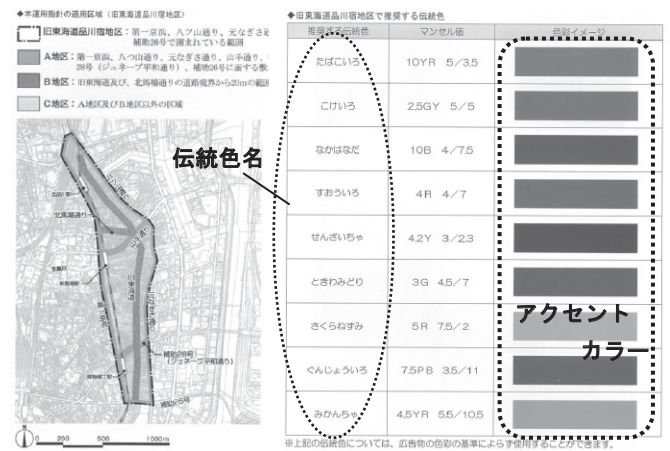 ◆本運用指針の適用区域（旧東海道品川宿地区）
旧東海道品川宿地区：第一京浜、八ツ山通り、元なぎさ通
補助26号で囲まれている範囲
A地区：第一京浜、八ツ山通り、元なぎさ通り、山手通り、
28号（ジュネーブ平和通り）、補助26号に面する敷
B地区：旧東海道及び、北馬場通りの道路境界から20mの範囲
C地区：A地区及びB地区以外の区域
北馬場通り
山手通り
旧東海道
第一京浜
補助28号
（ジュネーブ平和通り）
補助26号
N
0 200 500 1000m
伝統色名
◆旧東海道品川宿地区で推奨する伝統色
推奨する伝統色 マンセル値 色彩イメージ
たばこいろ 10YR 5／3.5
こけいろ 2.5GY 5／5
なかはなだ 10B 4／7.5
すおういろ 4R 4／7
せんざいちゃ 4.2Y 3／2.3
ときわみどり 3G 4.5／7
さくらねずみ 5R 7.5／2
ぐんじょういろ 7.5PB 3.5／11
みかんちゃ 4.5YR 5.5／10.5
アクセント
カラー
※上記の伝統色については、広告物の色彩の基準によらず使用することができます。